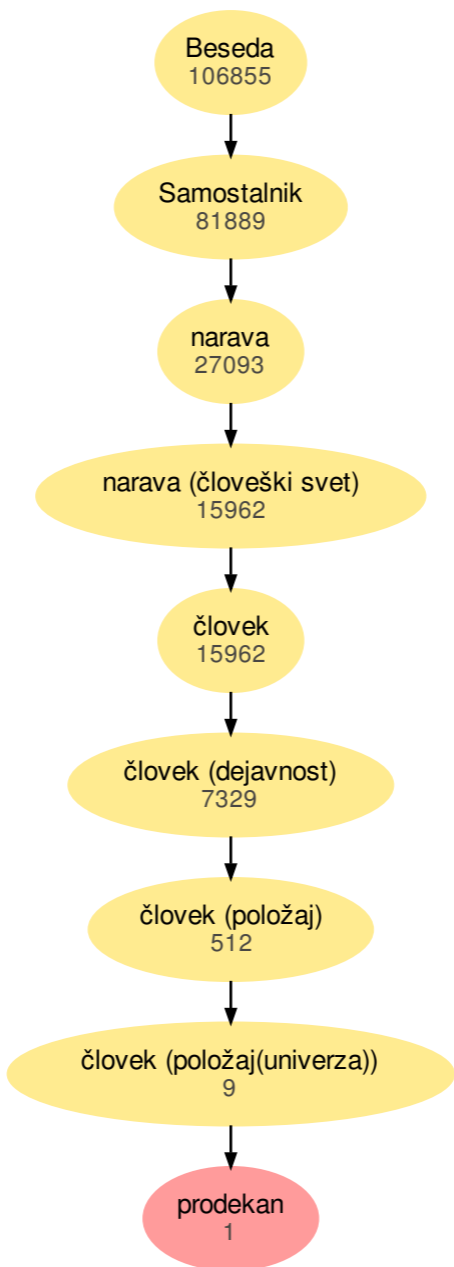 Beseda
106855
Samostalnik
81889
narava
27093
narava (človeški svet)
15962
človek
15962
človek (dejavnost)
7329
človek (položaj)
512
človek (položaj(univerza))
9
prodekan
1